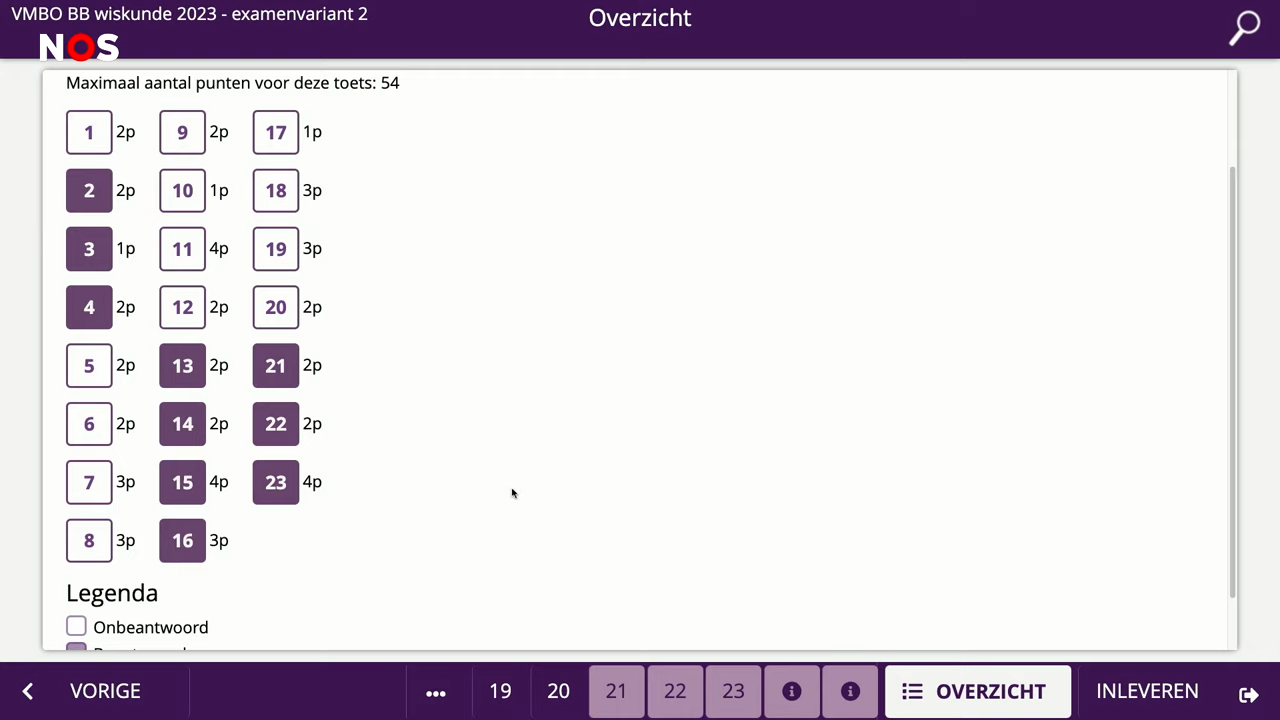 VMBO BB wiskunde 2023 - examenvariant 2
Overzicht
NOS
Maximaal aantal punten voor deze toets: 54
1 2p 9 2p 17 1p
2 2p 10 1p 18 3p
3 1p 11 4p 19 3p
4 2p 12 2p 20 2p
5 2p 13 2p 21 2p
6 2p 14 2p 22 2p
7 3p 15 4p 23 4p
8 3p 16 3p
Legenda
Onbeantwoord
VORIGE ... 19 20 21 22 23 OVERZICHT INLEVEREN